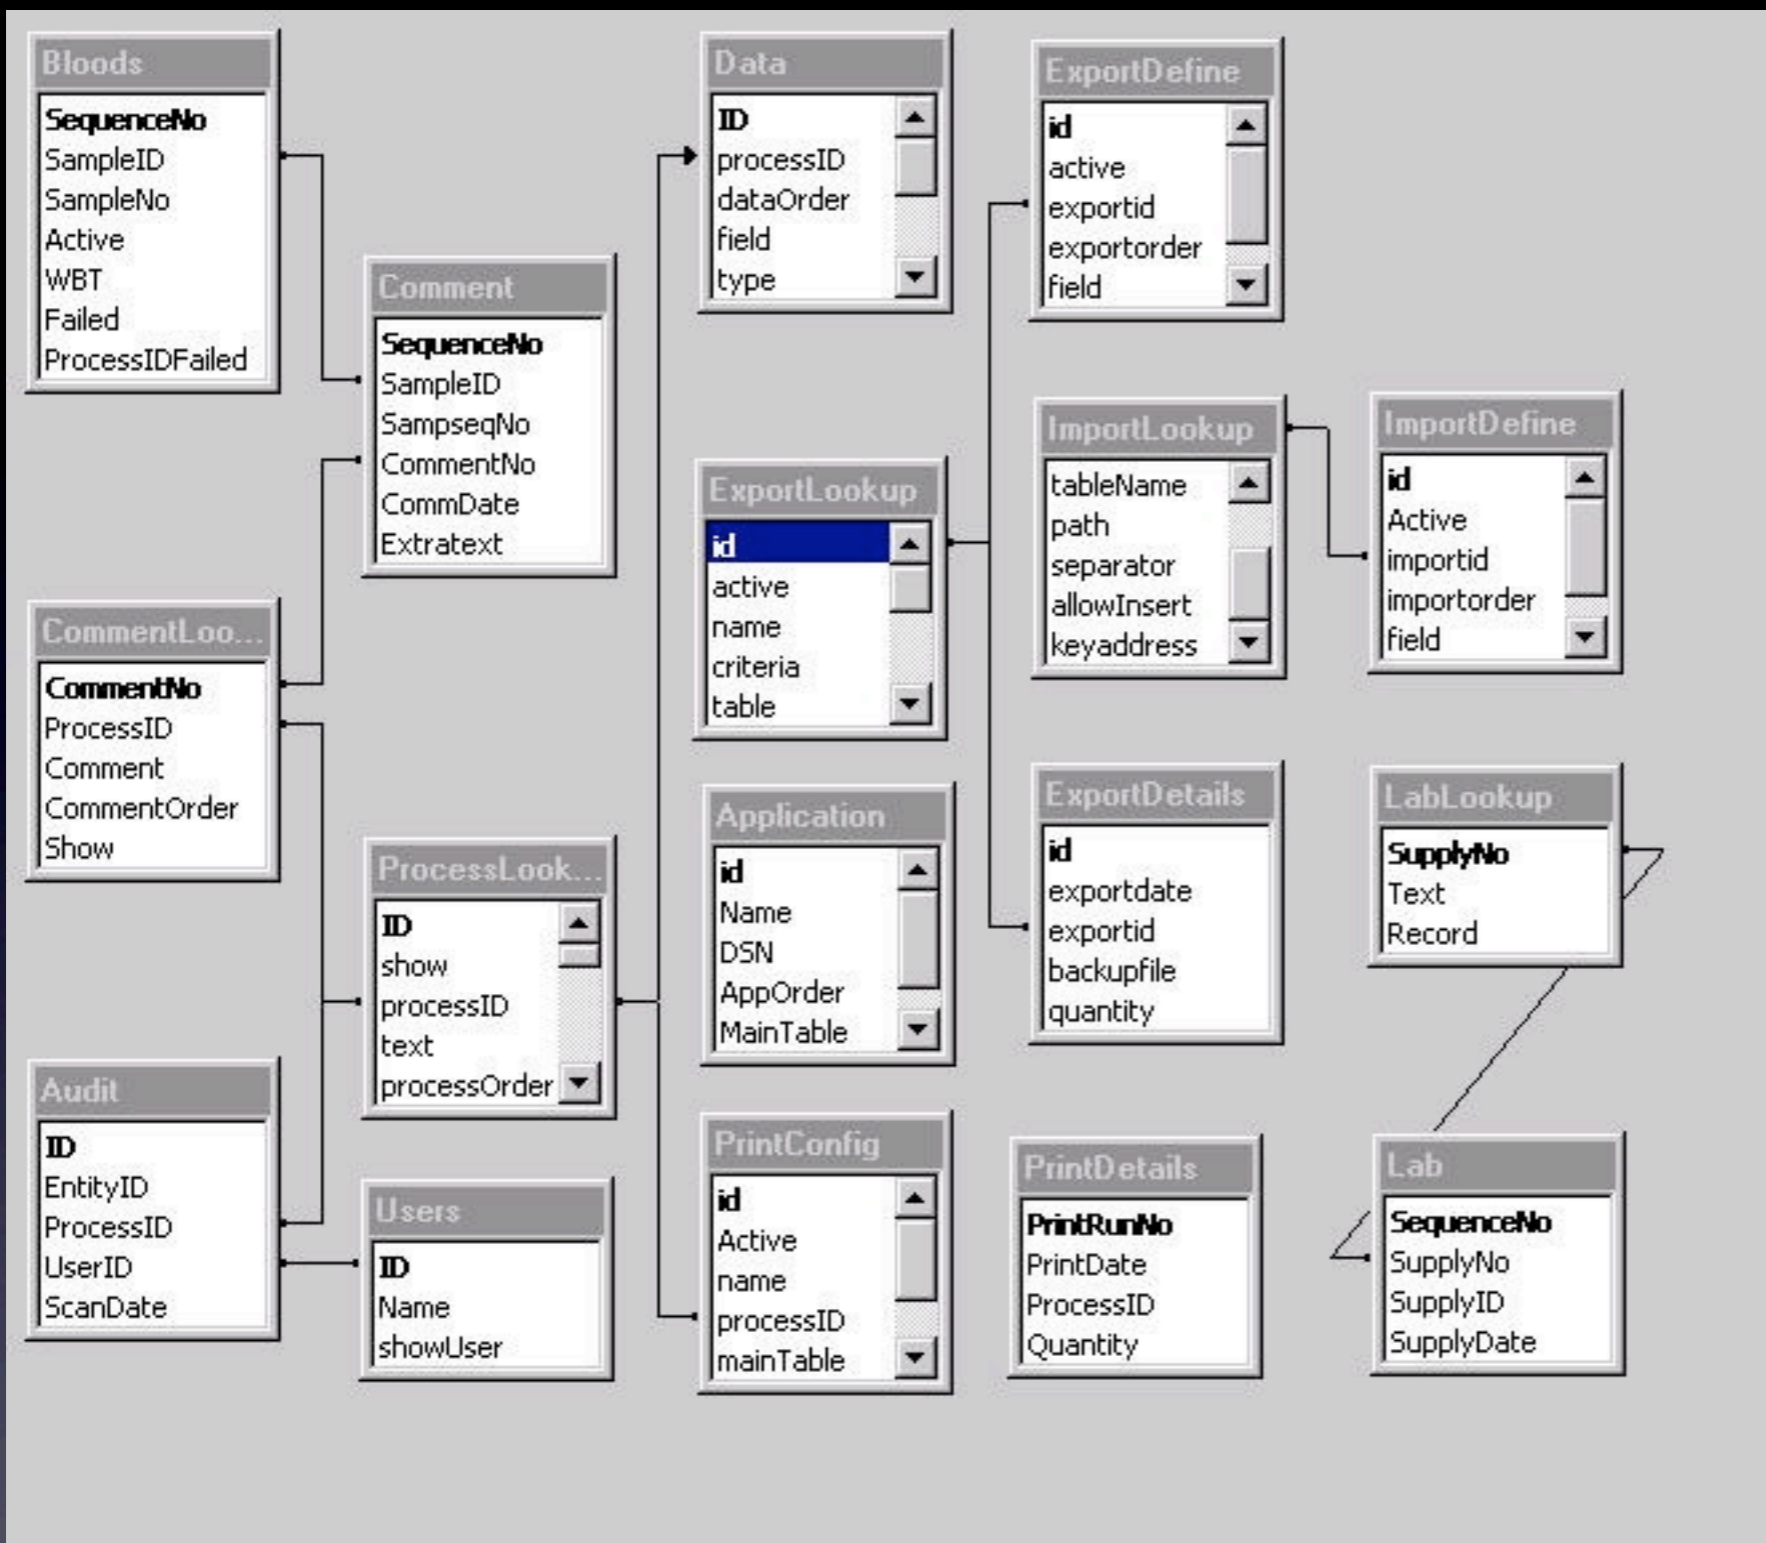 Bloods
SequenceNo
SampleID
SampleNo
Active
WBT
Failed
ProcessIDFailed
Comment
SequenceNo
SampleID
SampseqNo
CommentNo
CommDate
Extratext
CommentLoo...
CommentNo
ProcessID
Comment
CommentOrder
Show
ProcessLook...
ID
show
processID
text
processOrder
Audit
ID
EntityID
ProcessID
UserID
ScanDate
Users
ID
Name
showUser
Data
ID
processID
dataOrder
field
type
ExportLookup
id
active
name
criteria
table
Application
id
Name
DSN
AppOrder
MainTable
PrintConfig
id
Active
name
processID
mainTable
ExportDefine
id
active
exportid
exportorder
field
ImportLookup
tableName
path
separator
allowInsert
keyaddress
ImportDefine
id
Active
importid
importorder
field
ExportDetails
id
exportdate
exportid
backupfile
quantity
LabLookup
SupplyNo
Text
Record
PrintDetails
PrintRunNo
PrintDate
ProcessID
Quantity
Lab
SequenceNo
SupplyNo
SupplyID
SupplyDate